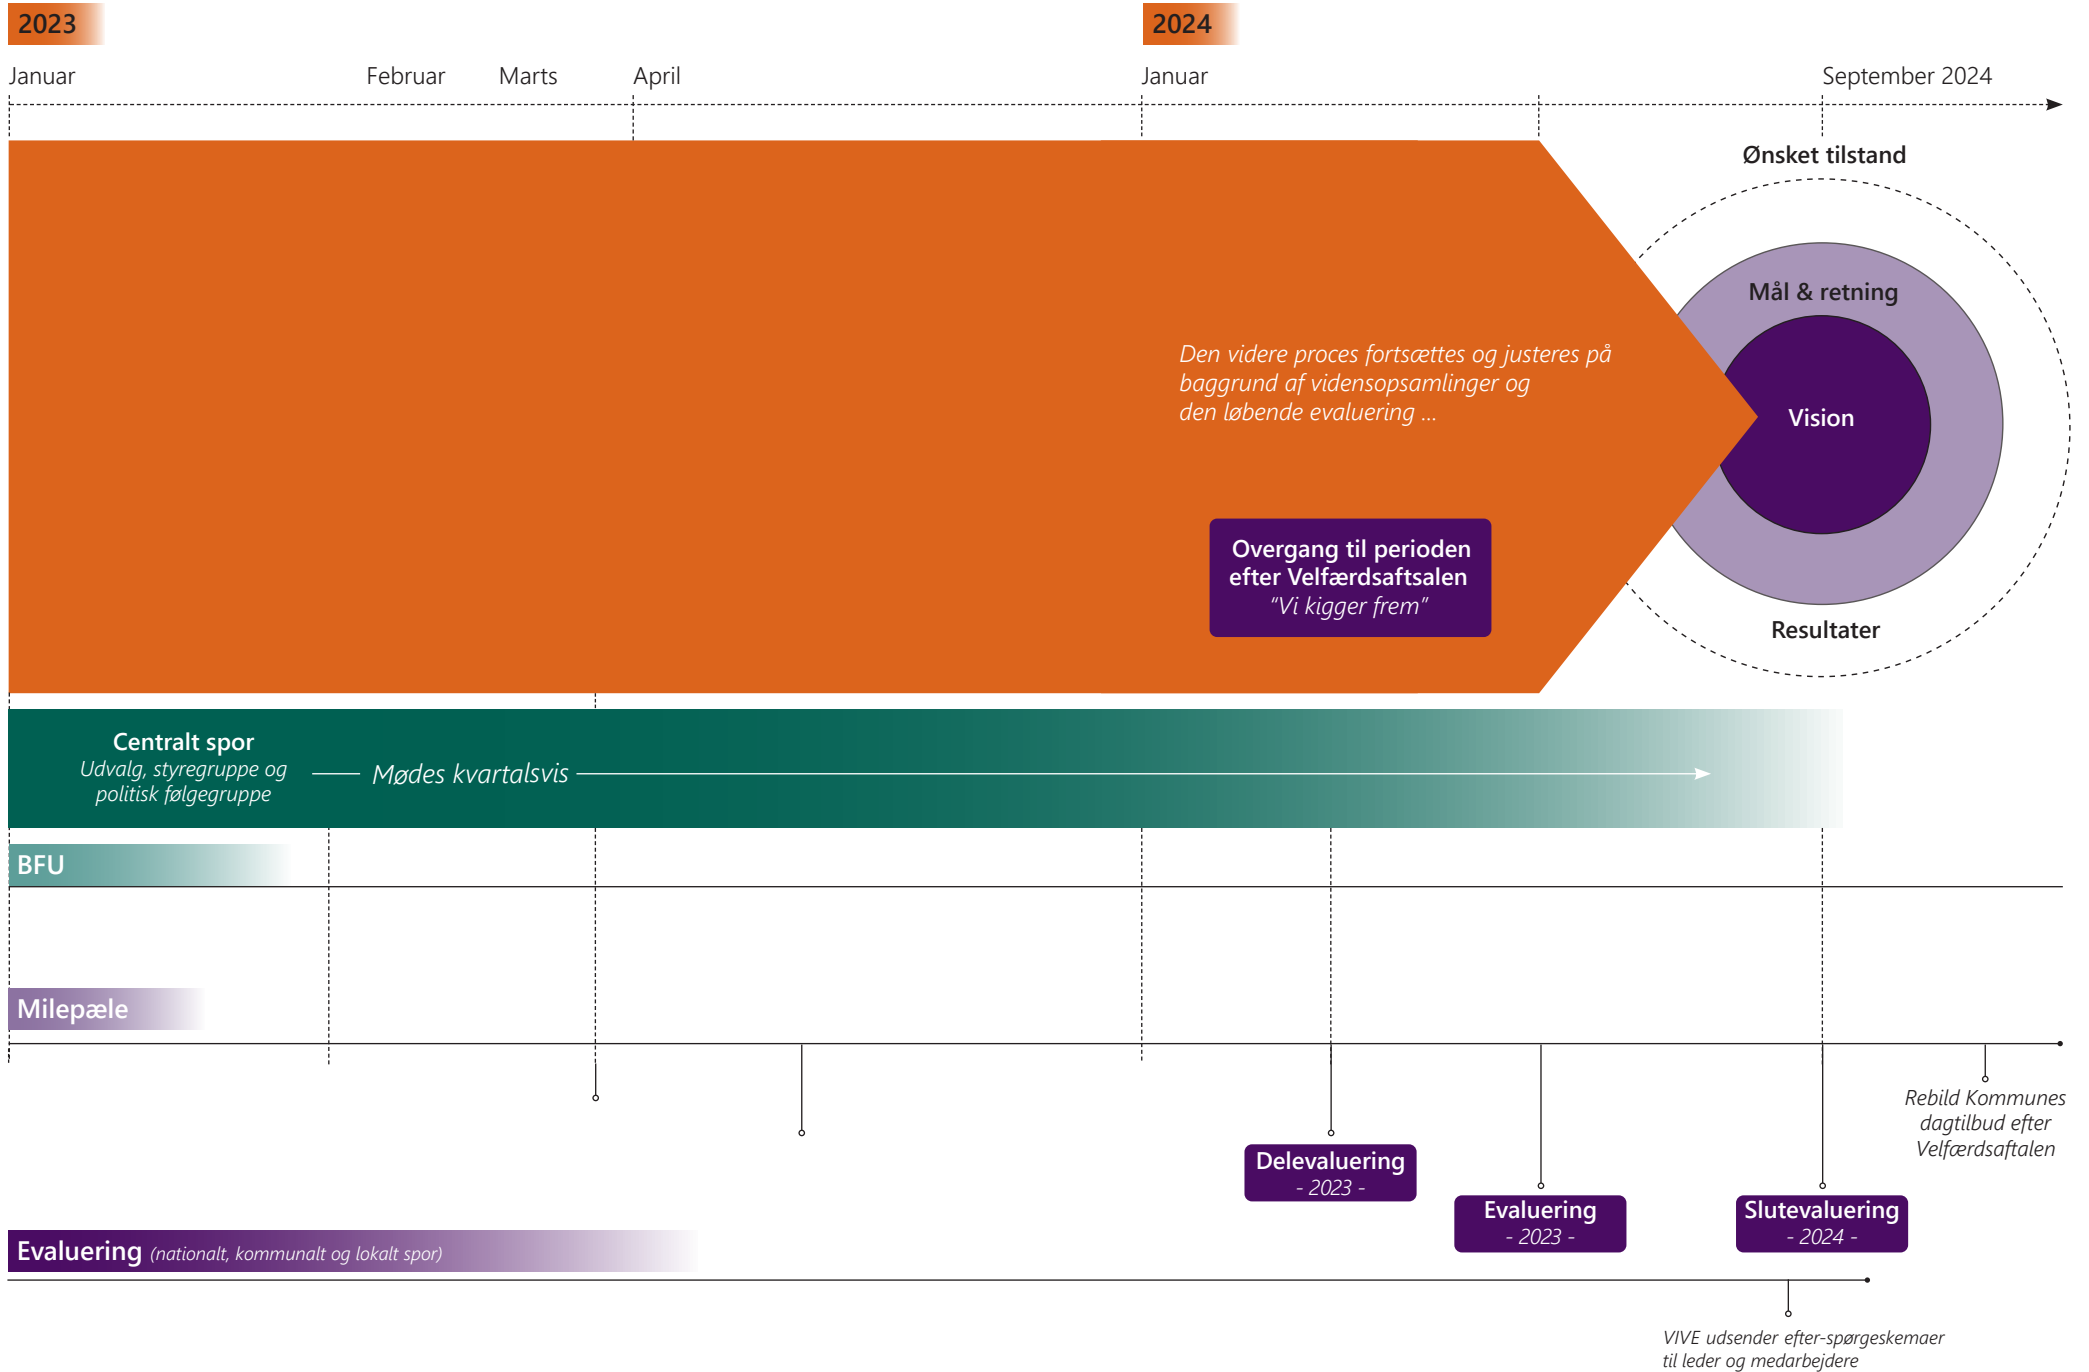 2023
2024
Januar
Februar
Marts
April
Januar
September 2024
Ønsket tilstand
Mål & retning
Vision
Resultater
Den videre proces fortsættes og justeres på
baggrund af vidensopsamlinger og
den løbende evaluering ...
Overgang til perioden
efter Velfærdsaftsalen
"Vi kigger frem"
Centralt spor
Udvalg, styregruppe og
politisk følgegruppe
Mødes kvartalsvis
BFU
Milepæle
Rebild Kommunes
dagtilbud efter
Velfærdsaftalen
Delevaluering
- 2023 -
Evaluering
- 2023 -
Slutevaluering
- 2024 -
Evaluering (nationalt, kommunalt og lokalt spor)
VIVE udsender efter-spørgeskemaer
til leder og medarbejdere